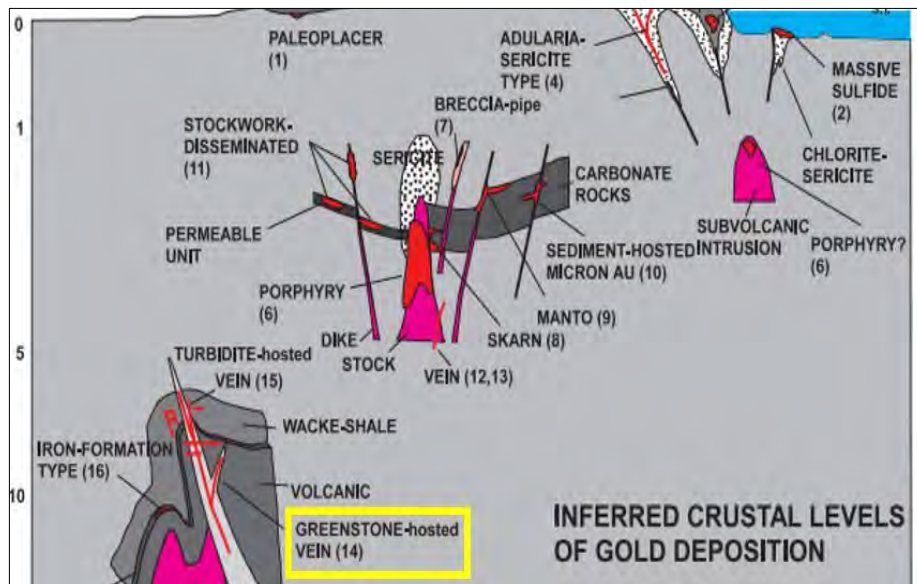 0
PALEOPLACER
(1)
ADULARIA-
SERICITE
TYPE (4)
MASSIVE
SULFIDE
(2)
BRECCIA-pipe
(7)
1
STOCKWORK-
DISSEMINATED
(11)
SERICITE
CHLORITE-
SERICITE
CARBONATE
ROCKS
PERMEABLE
UNIT
SUBVOLCANIC
INTRUSION
PORPHYRY?
(6)
SEDIMENT-HOSTED
MICRON AU (10)
PORPHYRY
(6)
MANTO (9)
DIKE
SKARN (8)
STOCK
VEIN (12,13)
5
TURBIDITE-hosted
VEIN (15)
WACKE-SHALE
IRON-FORMATION
TYPE (16)
VOLCANIC
10
GREENSTONE-hosted
VEIN (14)
INFERRED CRUSTAL LEVELS
OF GOLD DEPOSITION